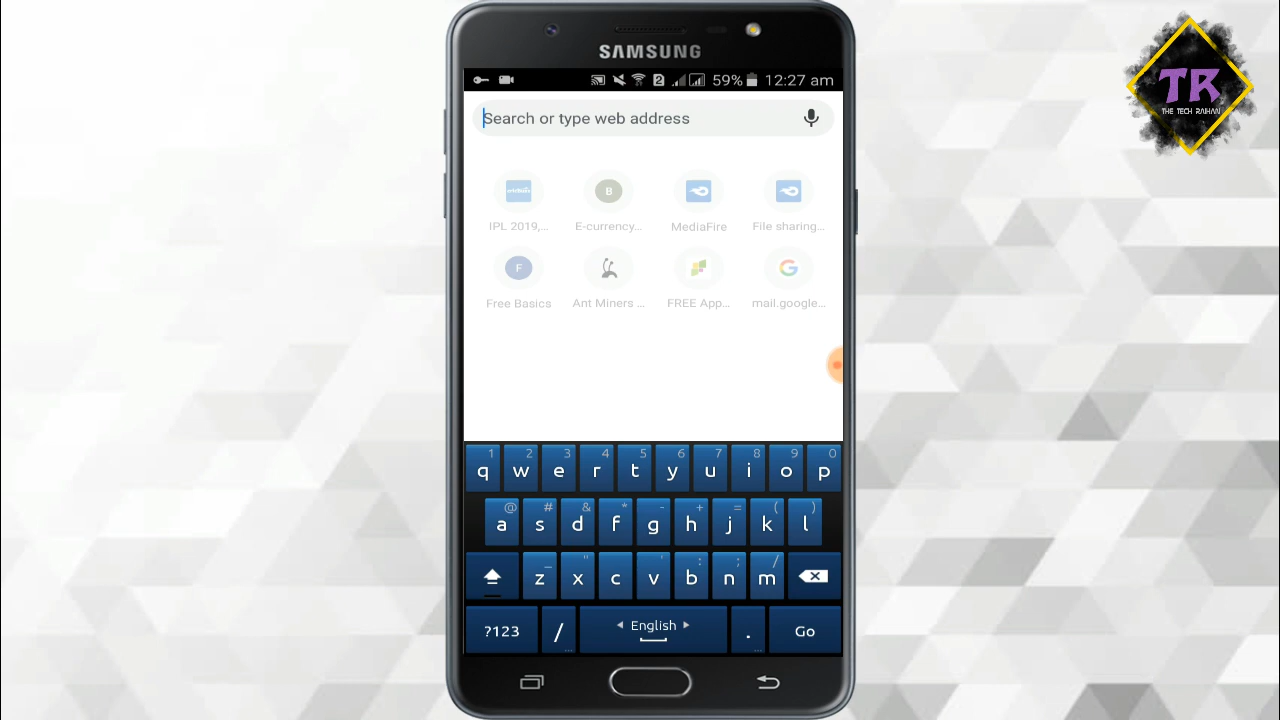 SAMSUNG
2 59% 12:27 am
TR
THE TECH RAIHAN
Search or type web address
B
IPL 2019,... E-currency... MediaFire File sharing...
F
Free Basics Ant Miners ... FREE App... mail.google...
1 2 3 4 5 6 7 8 9 0
q w e r t y u i o p
@ # & * - + = ( )
a s d f g h j k l
_ " ' : ; /
z x c v b n m
?123 / English . Go